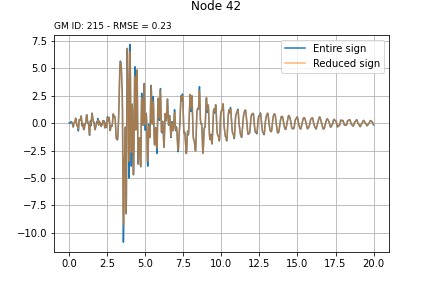 Node 42
GM ID: 215 - RMSE = 0.23
Entire sign
Reduced sign
7.5
5.0
2.5
0.0
−2.5
−5.0
−7.5
−10.0
0.0 2.5 5.0 7.5 10.0 12.5 15.0 17.5 20.0